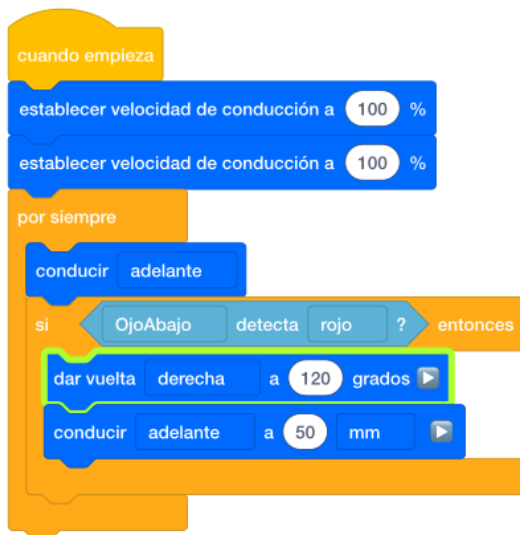 cuando empieza
establecer velocidad de conducción a 100 %
establecer velocidad de conducción a 100 %
por siempre
conducir adelante
si OjoAbajo detecta rojo ? entonces
dar vuelta derecha a 120 grados
conducir adelante a 50 mm